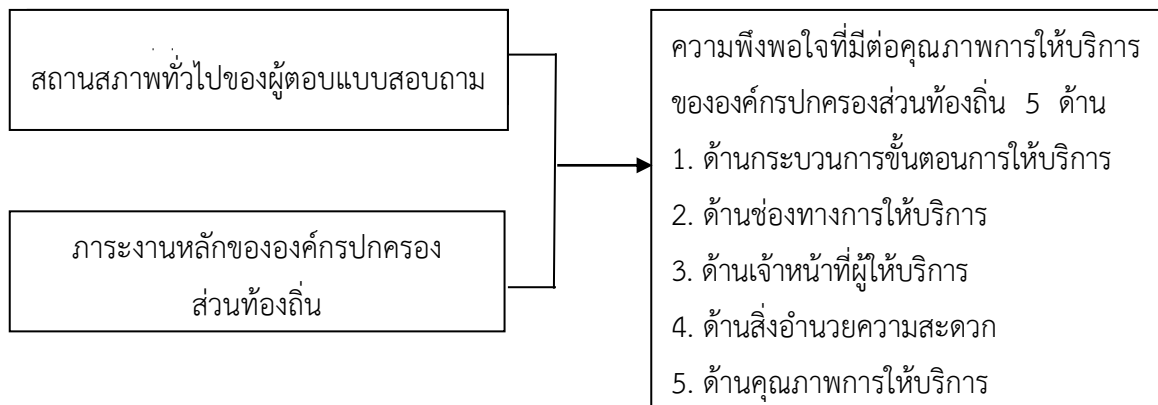 สถานสภาพทั่วไปของผู้ตอบแบบสอบถาม
ภาระงานหลักขององค์กรปกครอง
ส่วนท้องถิ่น
ความพึงพอใจที่มีต่อคุณภาพการให้บริการ
ขององค์กรปกครองส่วนท้องถิ่น 5 ด้าน
1. ด้านกระบวนการขั้นตอนการให้บริการ
2. ด้านช่องทางการให้บริการ
3. ด้านเจ้าหน้าที่ผู้ให้บริการ
4. ด้านสิ่งอำนวยความสะดวก
5. ด้านคุณภาพการให้บริการ